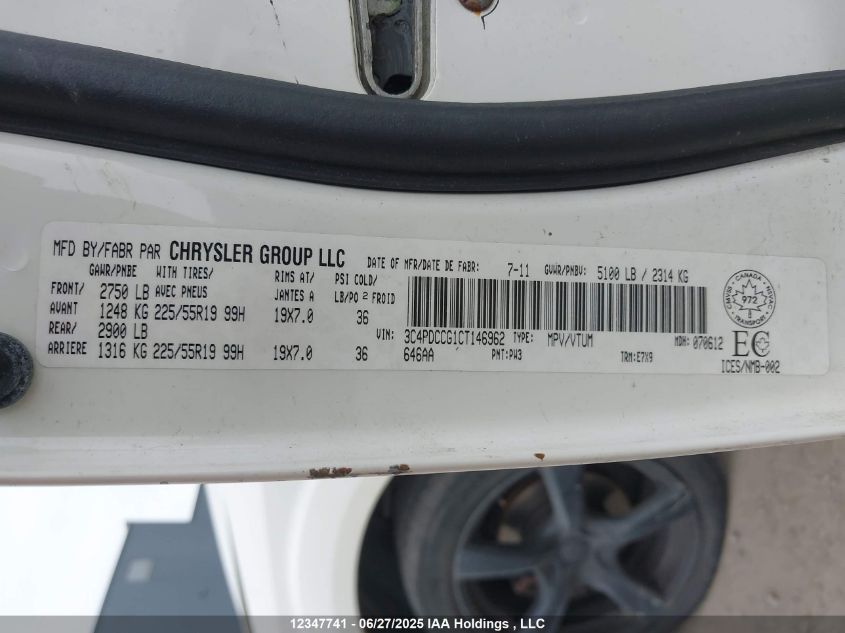 MFD BY/FABR PAR CHRYSLER GROUP LLC DATE OF MFR/DATE DE FABR: 7-11 GVWR/PNBV: 5100 LB / 2314 KG
GAWR/PNBE WITH TIRES/ RIMS AT/ PSI COLD/
FRONT/ 2750 LB AVEC PNEUS JANTES A LB/PO 2 FROID
AVANT 1248 KG 225/55R19 99H 19X7.0 36
REAR/ 2900 LB
ARRIERE 1316 KG 225/55R19 99H 19X7.0 36
VIN: 3C4PDCCG1CT146962 TYPE: MPV/VTUM MDH: 070612
646AA PNT: PW3 TRM: E7X9
CANADA
972
TRANSPORT
EC
ICES/NMB-002
12347741 - 06/27/2025 IAA Holdings, LLC